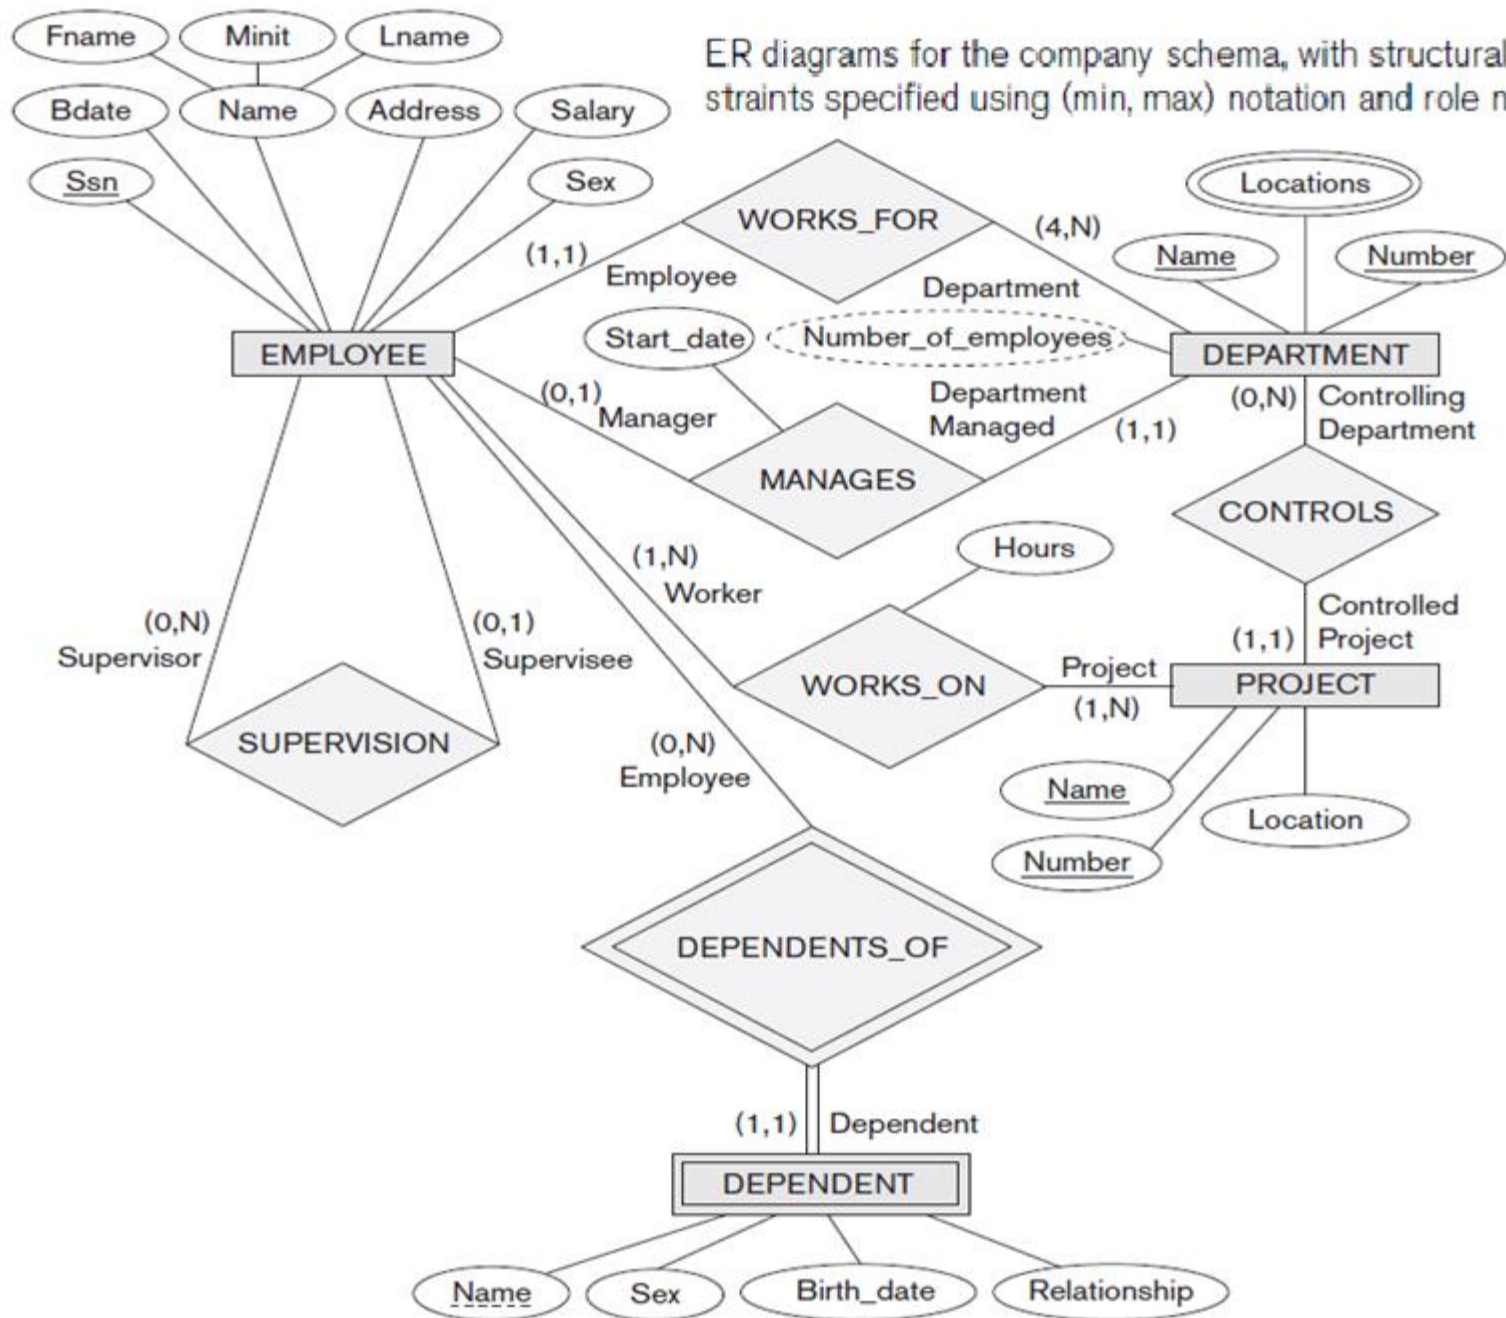 Fname
Minit
Lname
ER diagrams for the company schema, with structural
straints specified using (min, max) notation and role n
Bdate
Name
Address
Salary
Ssn
Sex
WORKS_FOR
Locations
Name
Number
(1,1)
Employee
(4,N)
Department
Start_date
Number_of_employees
EMPLOYEE
DEPARTMENT
(0,1)
Manager
Department
Managed
(1,1)
(0,N)
Controlling
Department
MANAGES
CONTROLS
Hours
(1,N)
Worker
(0,N)
Supervisor
(0,1)
Supervisee
Controlled
Project
(1,1)
WORKS_ON
Project
(1,N)
PROJECT
SUPERVISION
(0,N)
Employee
Name
Number
Location
DEPENDENTS_OF
(1,1)
Dependent
DEPENDENT
Name
Sex
Birth_date
Relationship